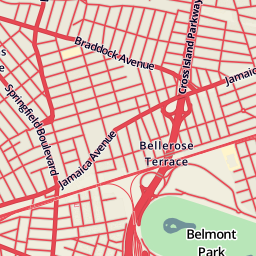 Braddock Avenue
Cross Island Parkway
Jamaica
Springfield Boulevard
Jamaica Avenue
Bellerose
Terrace
Belmont
Park